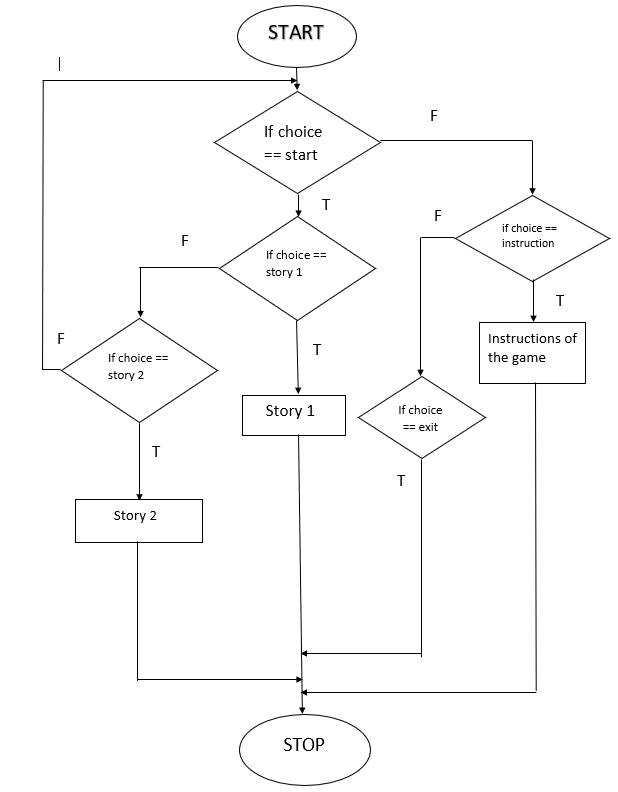 START
If choice
== start
F
T
if choice ==
instruction
F
F
If choice ==
story 1
T
Instructions of
the game
F
If choice ==
story 2
T
Story 1
If choice
== exit
T
T
Story 2
STOP